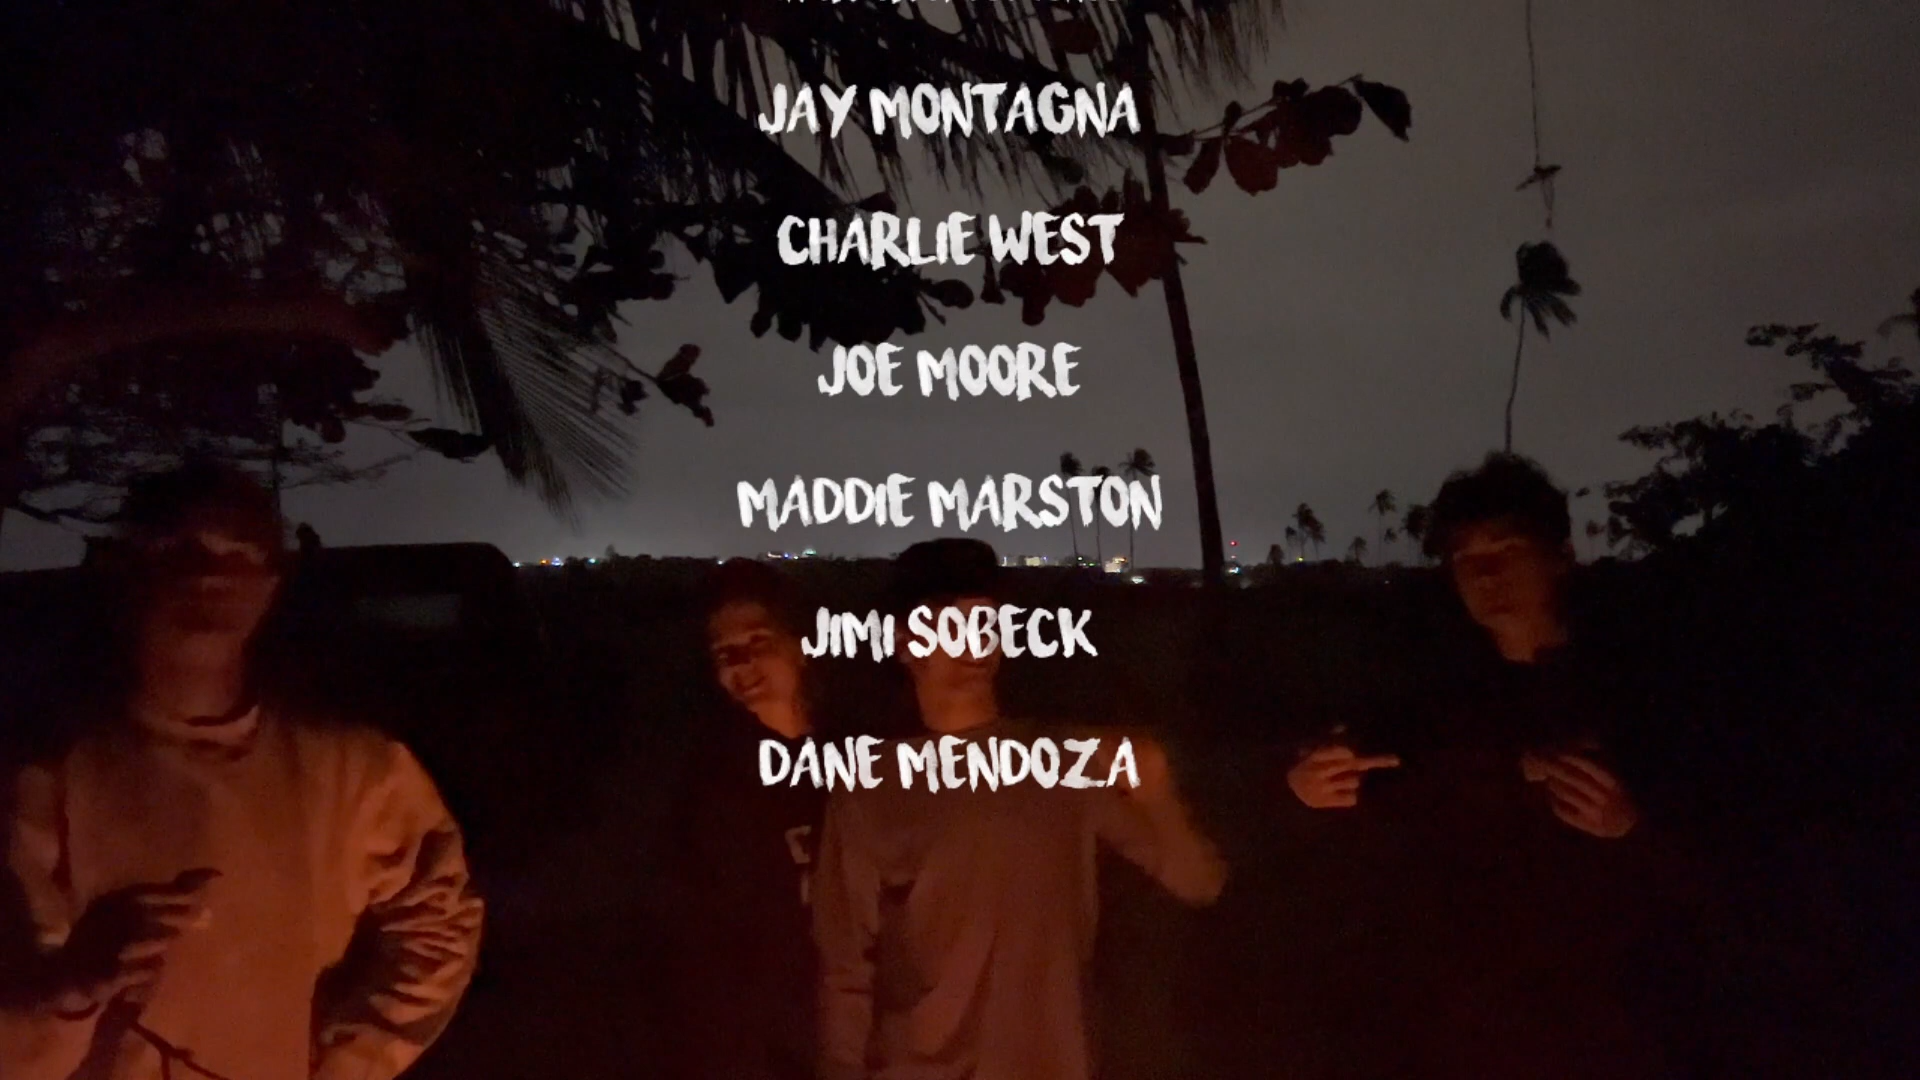 JAY MONTAGNA
CHARLIE WEST
JOE MOORE
MADDIE MARSTON
JIMI SOBECK
DANE MENDOZA